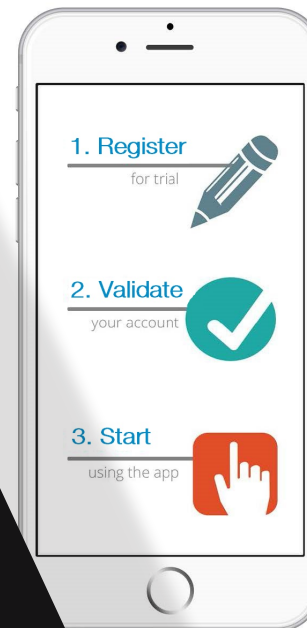 1. Register
for trial
2. Validate
your account
3. Start
using the app